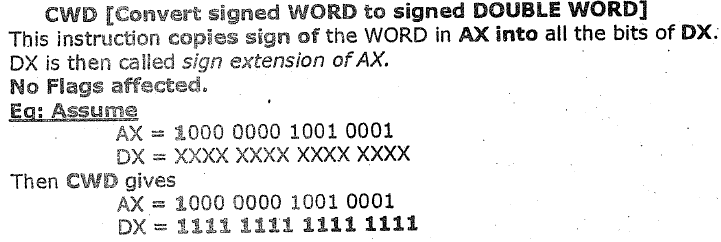 CWD [Convert signed WORD to signed DOUBLE WORD]
This instruction copies sign of the WORD in AX into all the bits of DX.
DX is then called sign extension of AX.
No Flags affected.
Eg: Assume
AX = 1000 0000 1001 0001
DX = XXXX XXXX XXXX XXXX
Then CWD gives
AX = 1000 0000 1001 0001
DX = 1111 1111 1111 1111